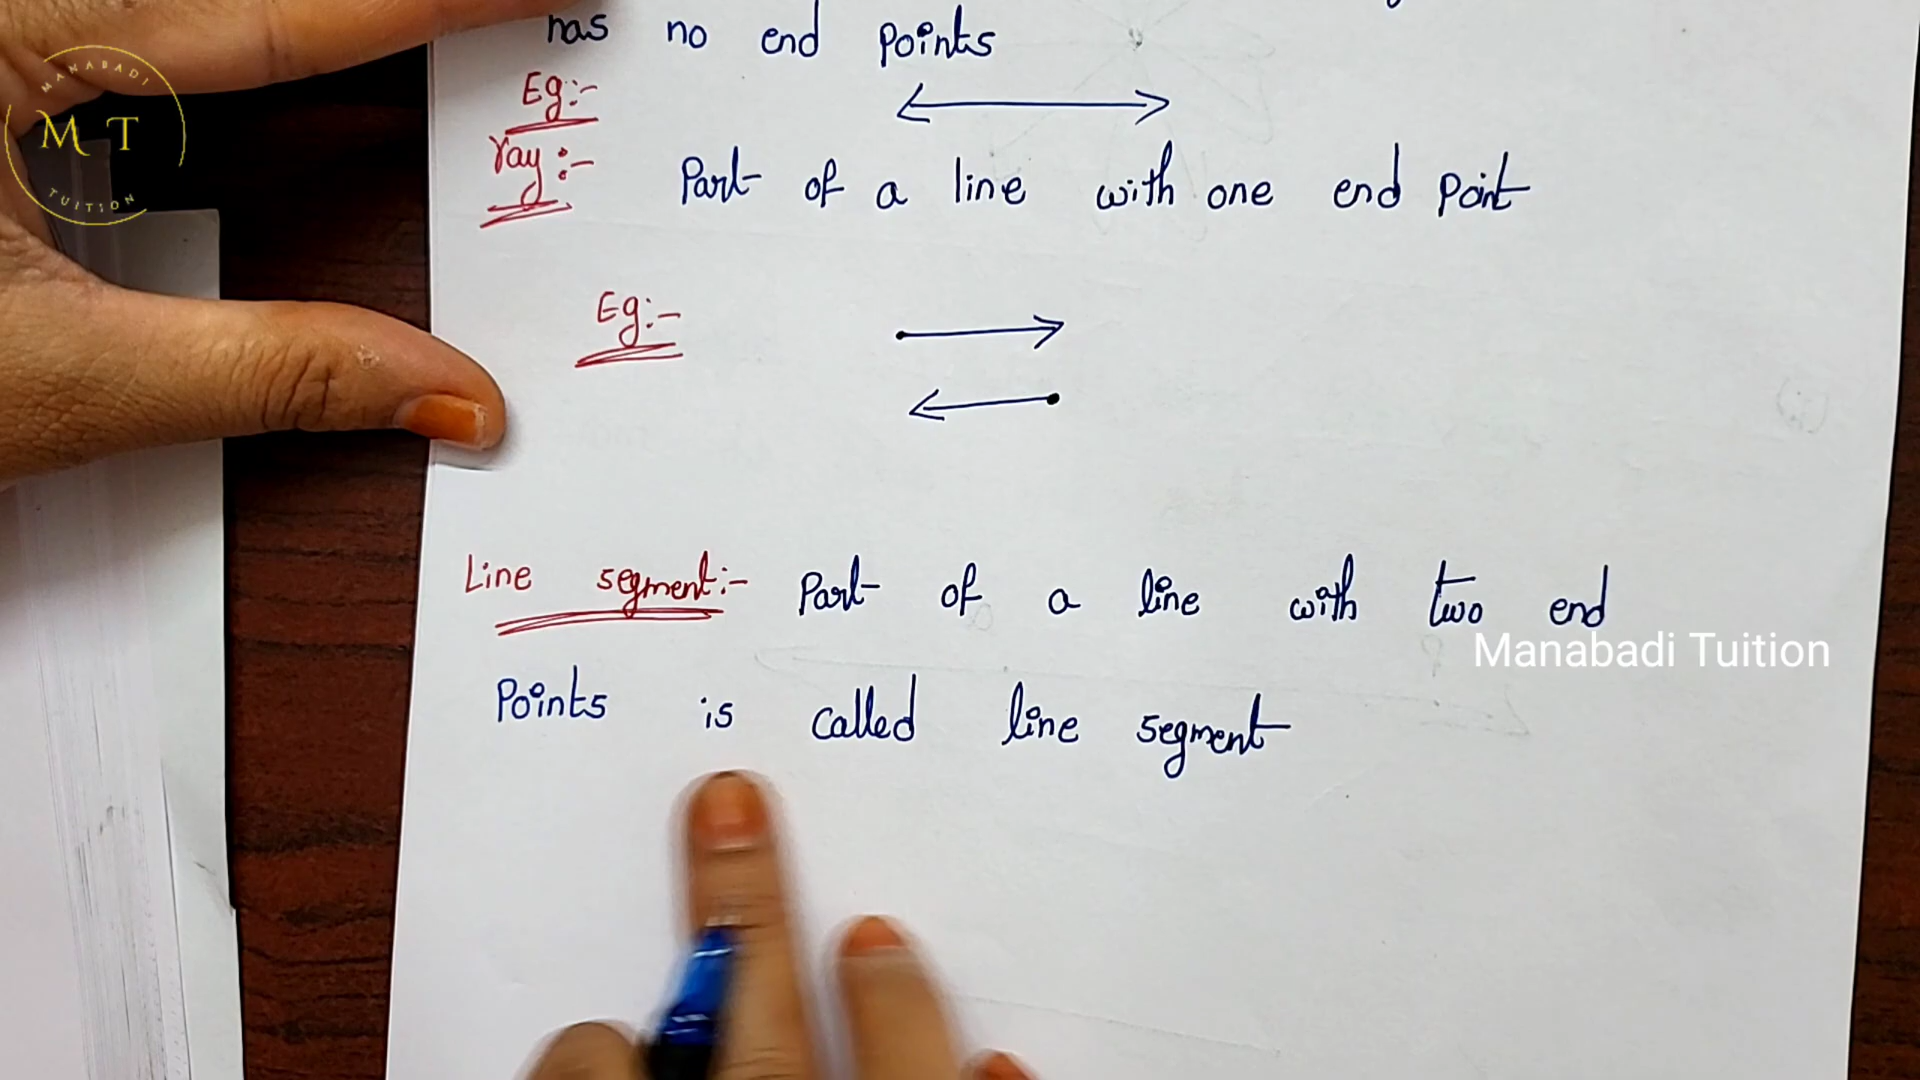 has no end points
Eg:-
ray:- Part of a line with one end point
Eg:-
Line segment:- Part of a line with two end
Points is called line segment
MANABADI
MT
TUITION
Manabadi Tuition